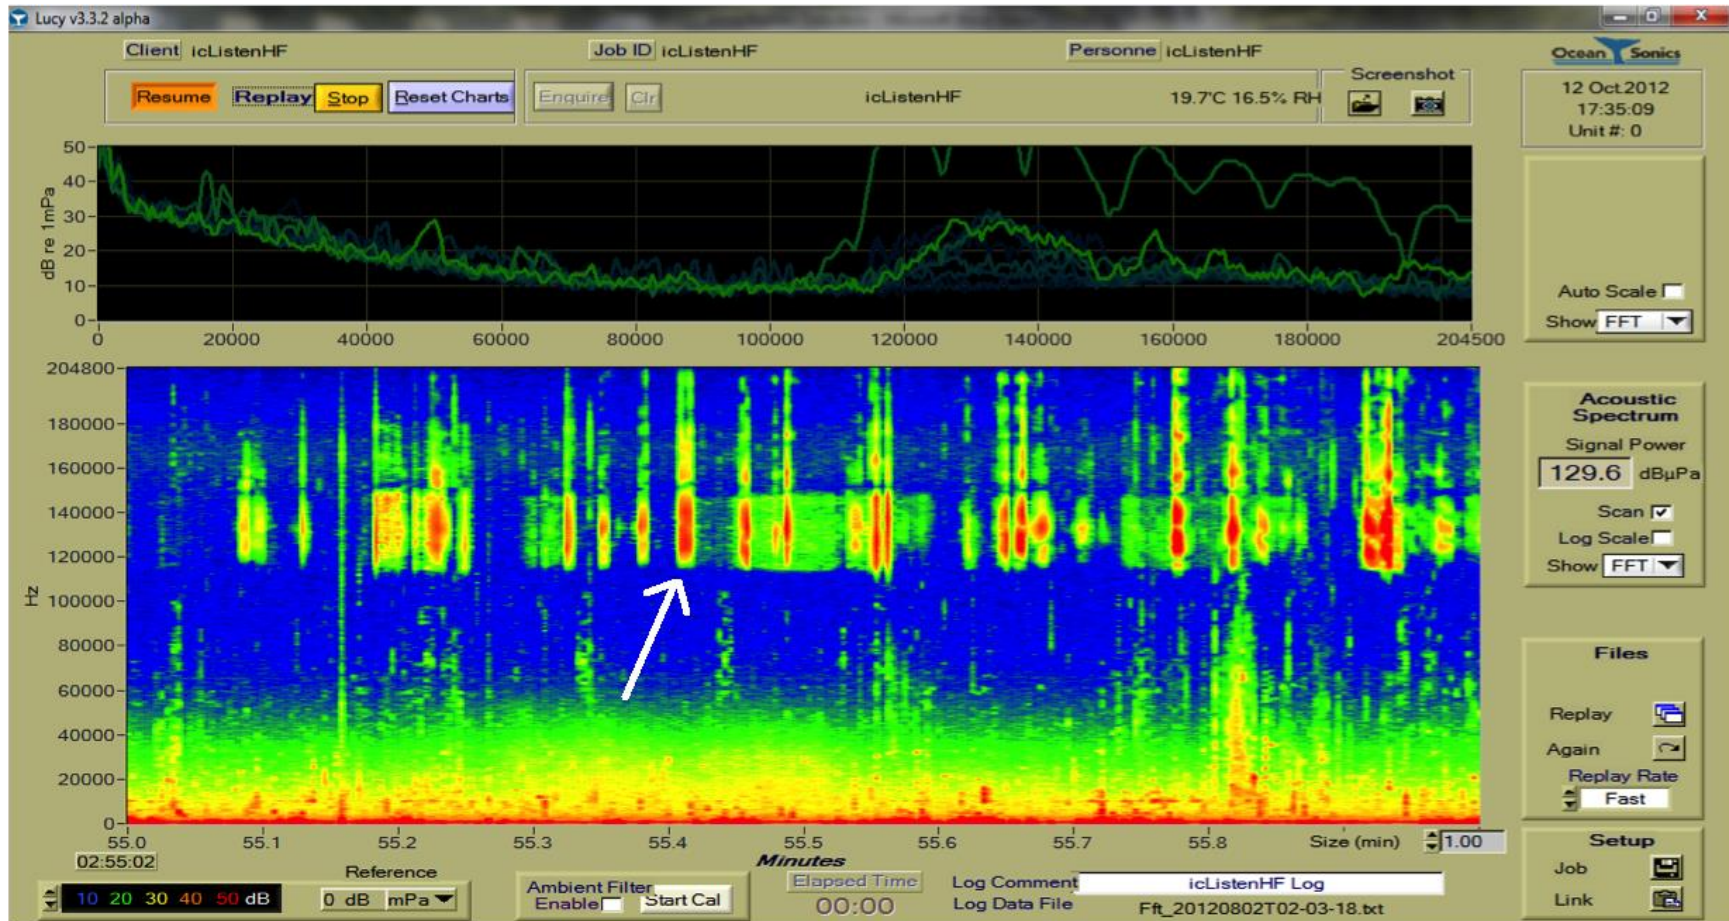 Lucy v3.3.2 alpha
Client icListenHF
Job ID icListenHF
Personne icListenHF
Ocean Sonics
Resume Replay Stop Reset Charts
Enquire Clr
icListenHF
19.7'C 16.5% RH
Screenshot
12 Oct.2012
17:35:09
Unit #: 0
50
40
30
20
10
0
dB re 1mPa
0 20000 40000 60000 80000 100000 120000 140000 160000 180000 204500
Auto Scale
Show FFT
204800
180000
160000
140000
120000
100000
80000
60000
40000
20000
0
Hz
55.0 55.1 55.2 55.3 55.4 55.5 55.6 55.7 55.8
Size (min) 1.00
Minutes
02:55:02
Acoustic
Spectrum
Signal Power
129.6 dBµPa
Scan
Log Scale
Show FFT
Files
Replay
Again
Replay Rate
Fast
Setup
Job
Link
10 20 30 40 50 dB
Reference
0 dB mPa
Ambient Filter
Enable
Start Cal
Elapsed Time
00:00
Log Comment icListenHF Log
Log Data File Fft_20120802T02-03-18.txt